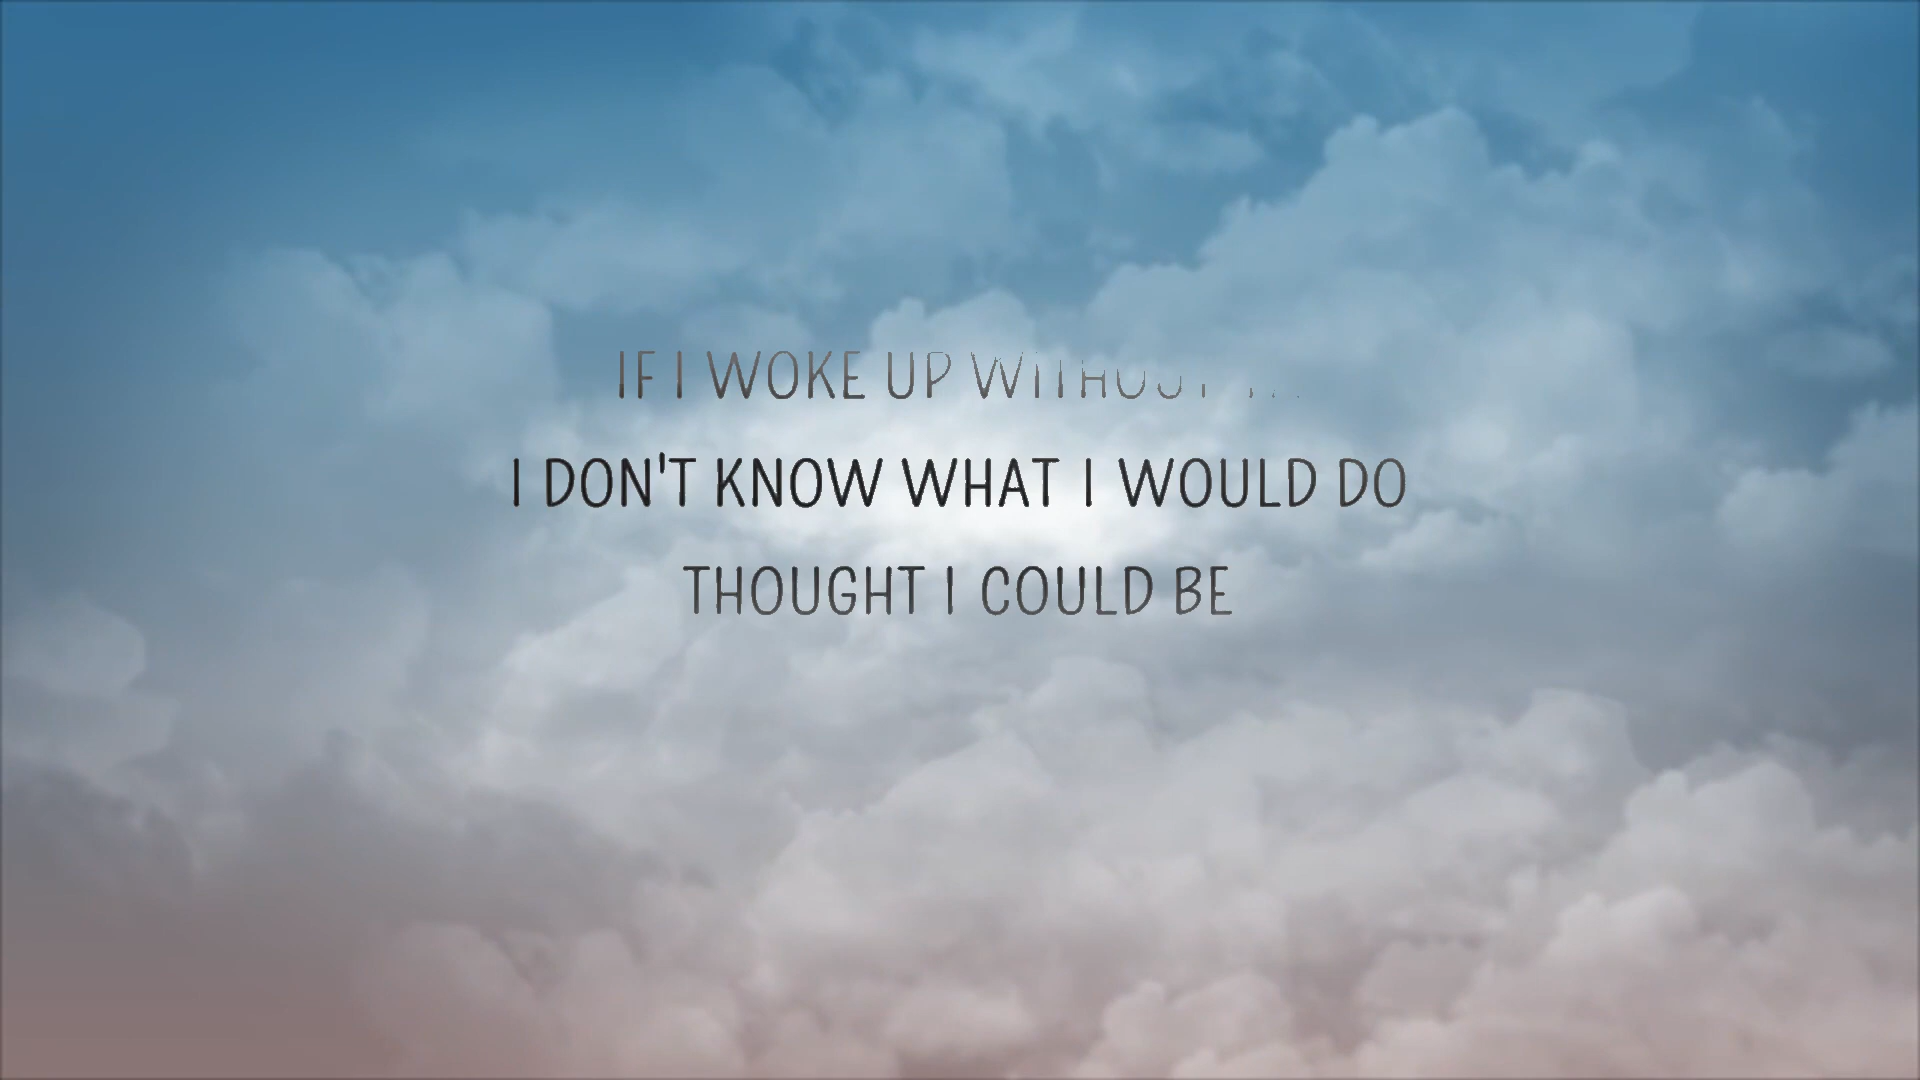 IF I WOKE UP WITHOUT
I DON'T KNOW WHAT I WOULD DO
THOUGHT I COULD BE